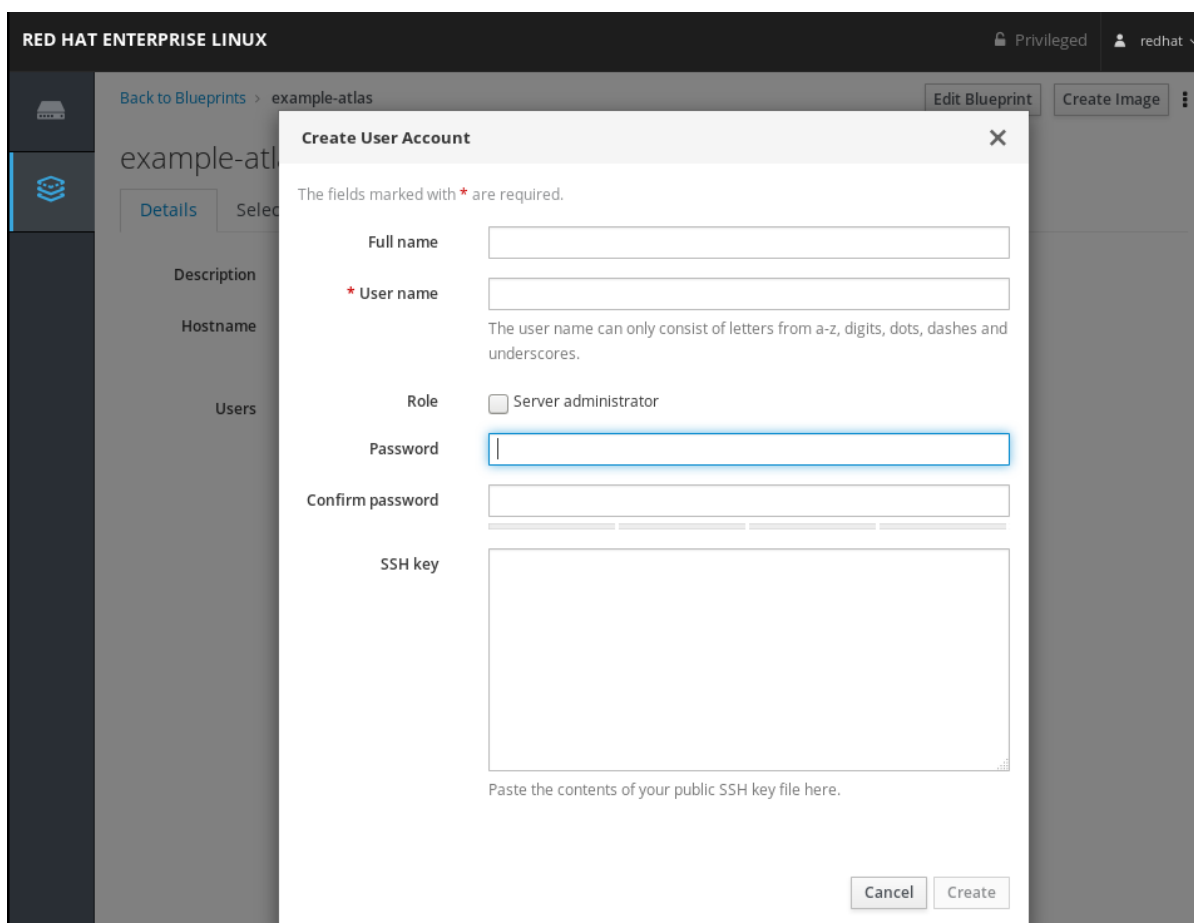 RED HAT ENTERPRISE LINUX
Privileged
redhat
Back to Blueprints › example-atlas
Edit Blueprint
Create Image
Create User Account
example-atl
The fields marked with * are required.
Details
Selec
Full name
Description
* User name
Hostname
The user name can only consist of letters from a-z, digits, dots, dashes and
underscores.
Role
Server administrator
Users
Password
Confirm password
SSH key
Paste the contents of your public SSH key file here.
Cancel
Create